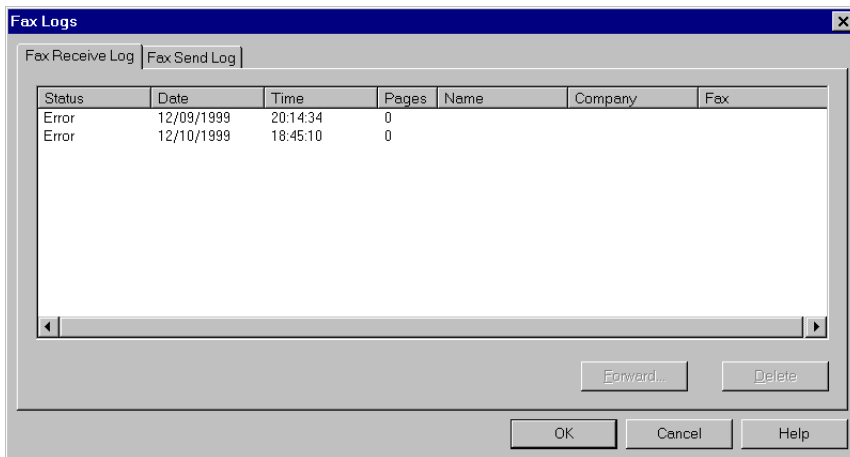 Fax Logs
Fax Receive Log Fax Send Log
Status Date Time Pages Name Company Fax
Error 12/09/1999 20:14:34 0
Error 12/10/1999 18:45:10 0
Forward... Delete
OK Cancel Help